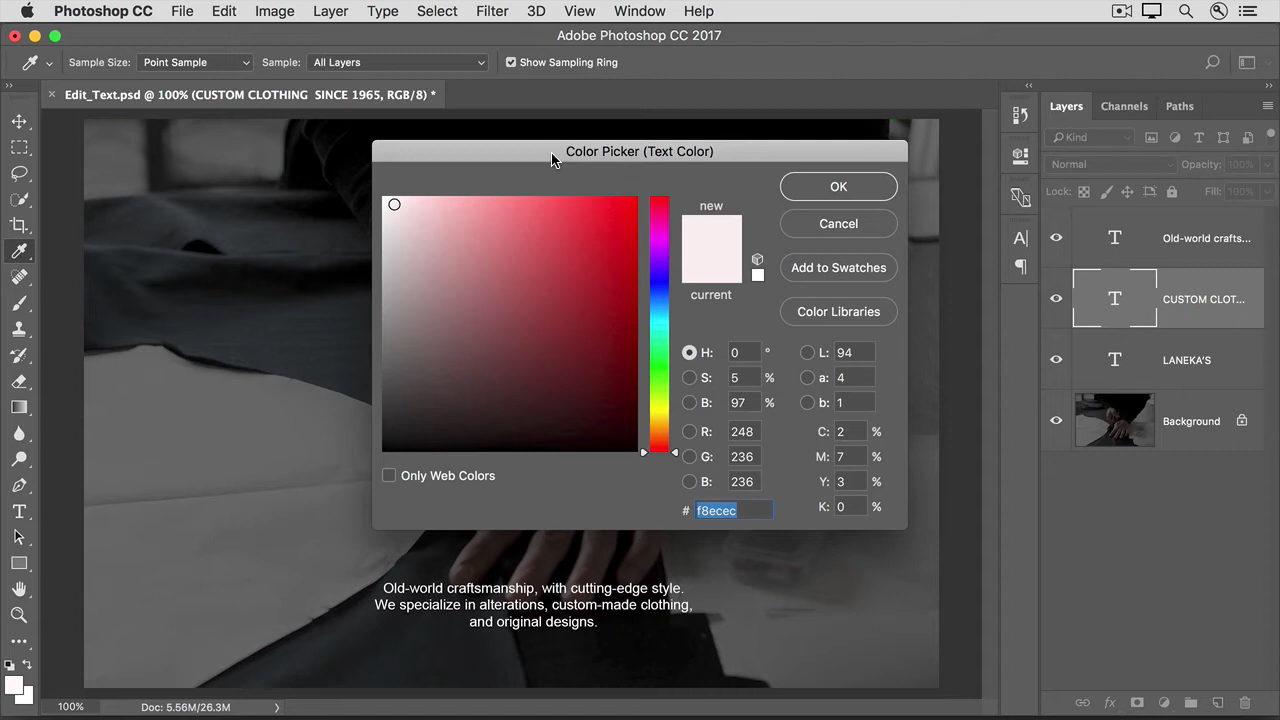 Photoshop CC File Edit Image Layer Type Select Filter 3D View Window Help
Adobe Photoshop CC 2017
Sample Size: Point Sample Sample: All Layers Show Sampling Ring
Edit_Text.psd @ 100% (CUSTOM CLOTHING  SINCE 1965, RGB/8) *
Layers Channels Paths
Kind
Normal Opacity: 100%
Lock: Fill: 100%
Color Picker (Text Color)
new
current
OK
Cancel
Add to Swatches
Color Libraries
H: 0 ° L: 94
S: 5 % a: 4
B: 97 % b: 1
R: 248 C: 2 %
G: 236 M: 7 %
B: 236 Y: 3 %
# f8ecec K: 0 %
Only Web Colors
Old-world crafts...
CUSTOM CLOT...
LANEKA'S
Background
Old-world craftsmanship, with cutting-edge style.
We specialize in alterations, custom-made clothing,
and original designs.
100% Doc: 5.56M/26.3M